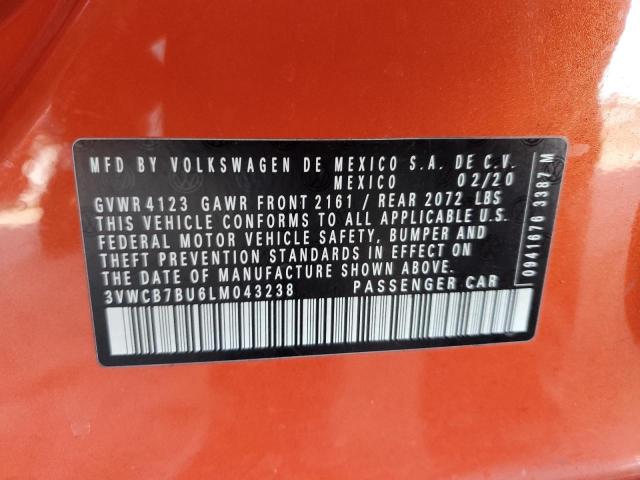 MFD BY VOLKSWAGEN DE MEXICO S.A. DE C.V.
MEXICO 02/20
GVWR 4123 GAWR FRONT 2161 / REAR 2072 LBS
THIS VEHICLE CONFORMS TO ALL APPLICABLE U.S.
FEDERAL MOTOR VEHICLE SAFETY, BUMPER AND
THEFT PREVENTION STANDARDS IN EFFECT ON
THE DATE OF MANUFACTURE SHOWN ABOVE.
3VWCB7BU6LM043238 PASSENGER CAR
0941676 3387 M